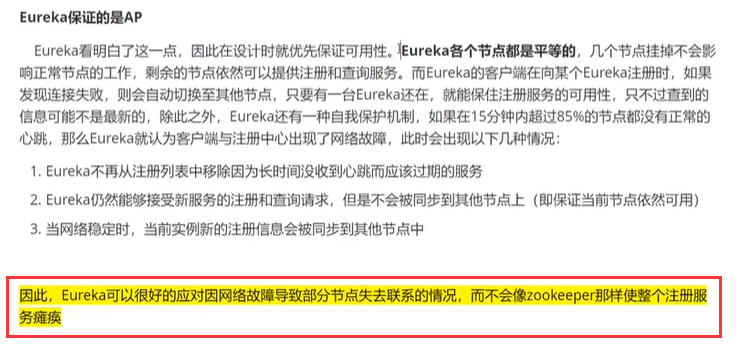 Eureka保证的是AP
Eureka看明白了这一点，因此在设计时就优先保证可用性。Eureka各个节点都是平等的，几个节点挂掉不会影
响正常节点的工作，剩余的节点依然可以提供注册和查询服务。而Eureka的客户端在向某个Eureka注册时，如果
发现连接失败，则会自动切换至其他节点，只要有一台Eureka还在，就能保住注册服务的可用性，只不过查到的
信息可能不是最新的，除此之外，Eureka还有一种自我保护机制，如果在15分钟内超过85%的节点都没有正常的
心跳，那么Eureka就认为客户端与注册中心出现了网络故障，此时会出现以下几种情况：
1. Eureka不再从注册列表中移除因为长时间没收到心跳而应该过期的服务
2. Eureka仍然能够接受新服务的注册和查询请求，但是不会被同步到其他节点上（即保证当前节点依然可用）
3. 当网络稳定时，当前实例新的注册信息会被同步到其他节点中
因此，Eureka可以很好的应对因网络故障导致部分节点失去联系的情况，而不会像zookeeper那样使整个注册服
务瘫痪